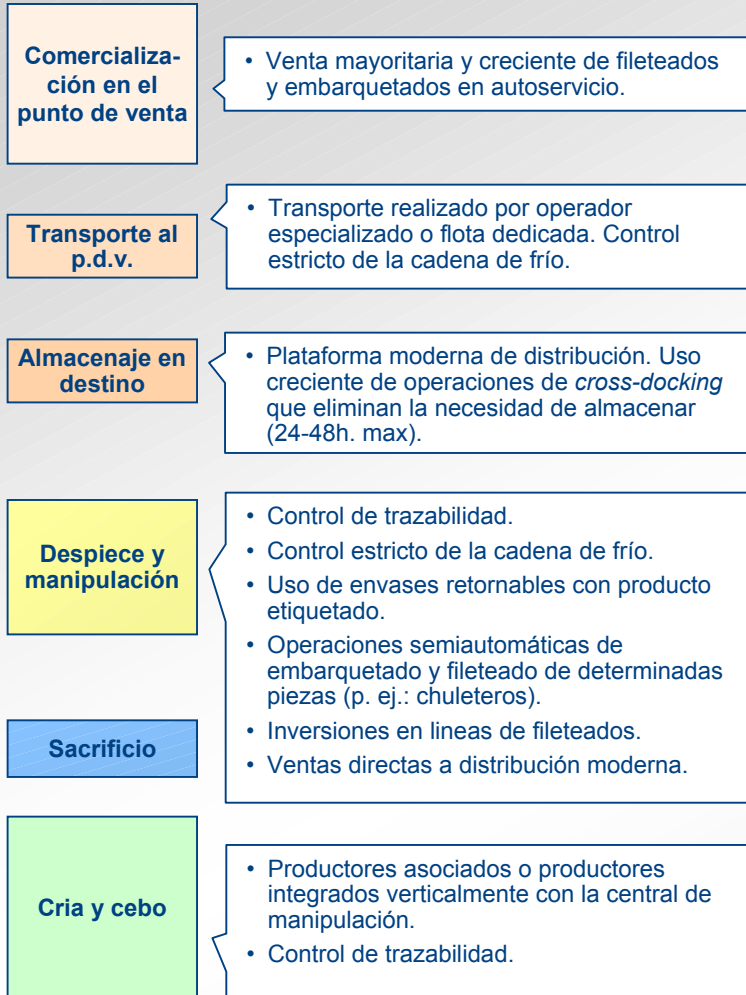 Comercializa-
ción en el
punto de venta
• Venta mayoritaria y creciente de fileteados
y embarquetados en autoservicio.
Transporte al
p.d.v.
• Transporte realizado por operador
especializado o flota dedicada. Control
estricto de la cadena de frío.
Almacenaje en
destino
• Plataforma moderna de distribución. Uso
creciente de operaciones de cross-docking
que eliminan la necesidad de almacenar
(24-48h. max).
Despiece y
manipulación
• Control de trazabilidad.
• Control estricto de la cadena de frío.
• Uso de envases retornables con producto
etiquetado.
• Operaciones semiautomáticas de
embarquetado y fileteado de determinadas
piezas (p. ej.: chuleteros).
• Inversiones en lineas de fileteados.
• Ventas directas a distribución moderna.
Sacrificio
Cria y cebo
• Productores asociados o productores
integrados verticalmente con la central de
manipulación.
• Control de trazabilidad.